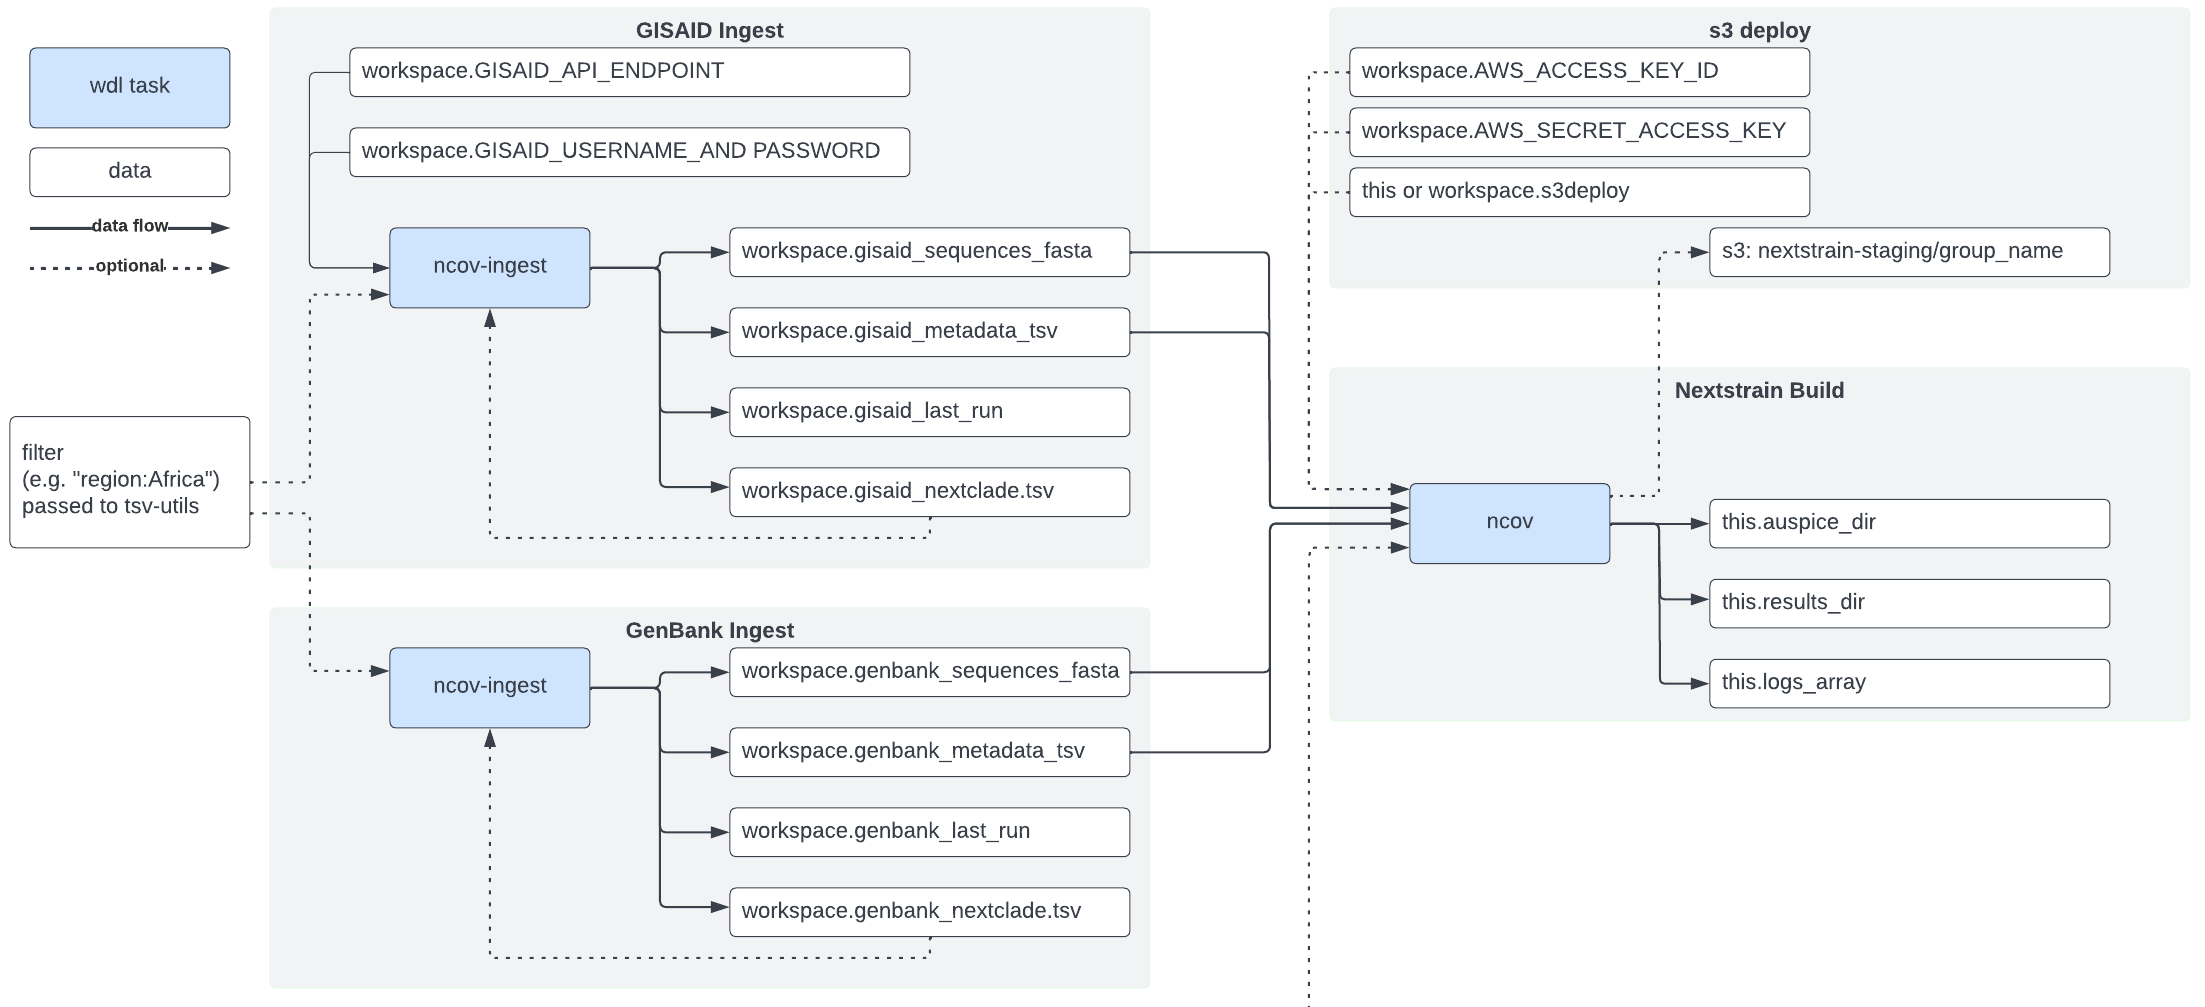 wdl task
data
data flow
optional
filter
(e.g. "region:Africa")
passed to tsv-utils
GISAID Ingest
workspace.GISAID_API_ENDPOINT
workspace.GISAID_USERNAME_AND PASSWORD
ncov-ingest
workspace.gisaid_sequences_fasta
workspace.gisaid_metadata_tsv
workspace.gisaid_last_run
workspace.gisaid_nextclade.tsv
GenBank Ingest
ncov-ingest
workspace.genbank_sequences_fasta
workspace.genbank_metadata_tsv
workspace.genbank_last_run
workspace.genbank_nextclade.tsv
s3 deploy
workspace.AWS_ACCESS_KEY_ID
workspace.AWS_SECRET_ACCESS_KEY
this or workspace.s3deploy
s3: nextstrain-staging/group_name
Nextstrain Build
ncov
this.auspice_dir
this.results_dir
this.logs_array